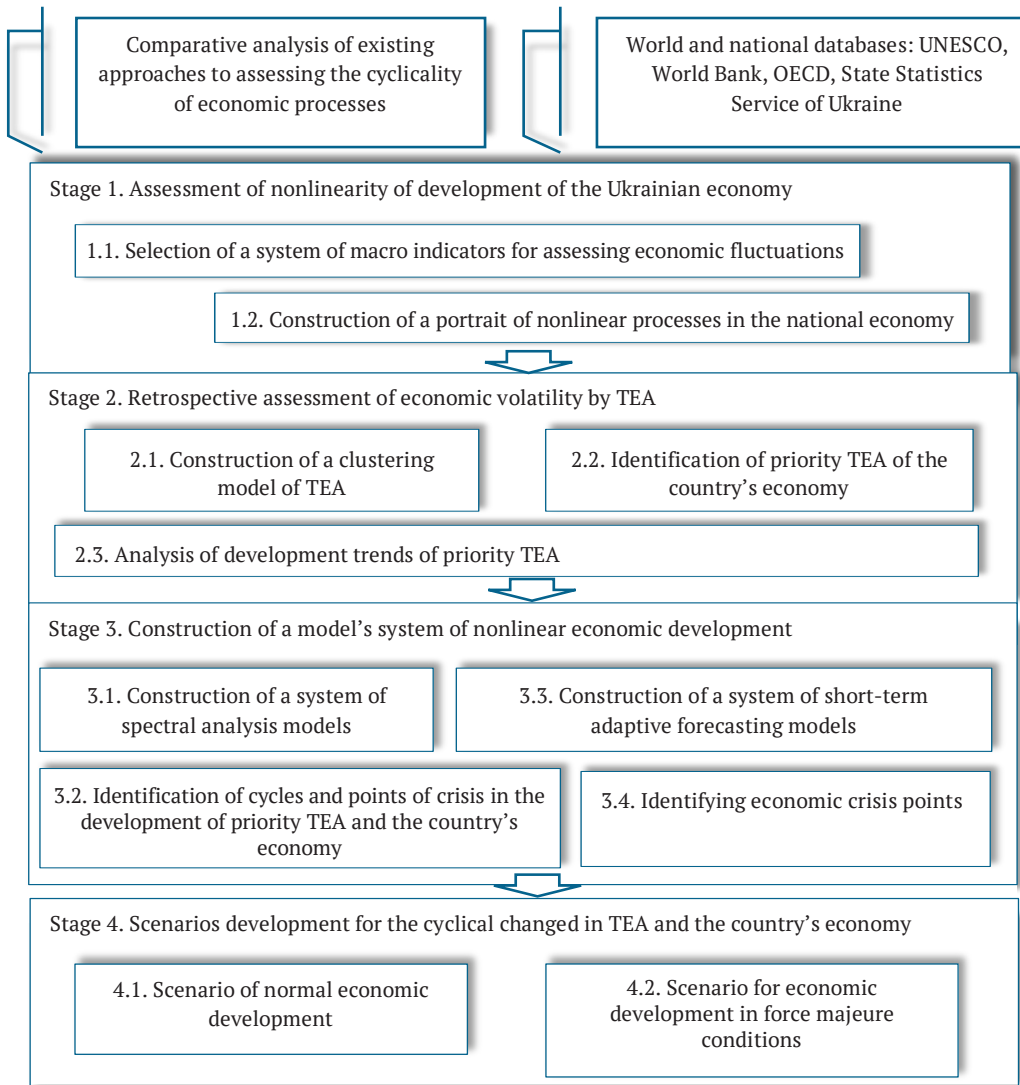 Comparative analysis of existing
approaches to assessing the cyclicality
of economic processes
World and national databases: UNESCO,
World Bank, OECD, State Statistics
Service of Ukraine
Stage 1. Assessment of nonlinearity of development of the Ukrainian economy
1.1. Selection of a system of macro indicators for assessing economic fluctuations
1.2. Construction of a portrait of nonlinear processes in the national economy
Stage 2. Retrospective assessment of economic volatility by TEA
2.1. Construction of a clustering
model of TEA
2.2. Identification of priority TEA of the
country's economy
2.3. Analysis of development trends of priority TEA
Stage 3. Construction of a model's system of nonlinear economic development
3.1. Construction of a system of
spectral analysis models
3.3. Construction of a system of short-term
adaptive forecasting models
3.2. Identification of cycles and points of crisis in the
development of priority TEA and the country's
economy
3.4. Identifying economic crisis points
Stage 4. Scenarios development for the cyclical changed in TEA and the country's economy
4.1. Scenario of normal economic
development
4.2. Scenario for economic
development in force majeure
conditions